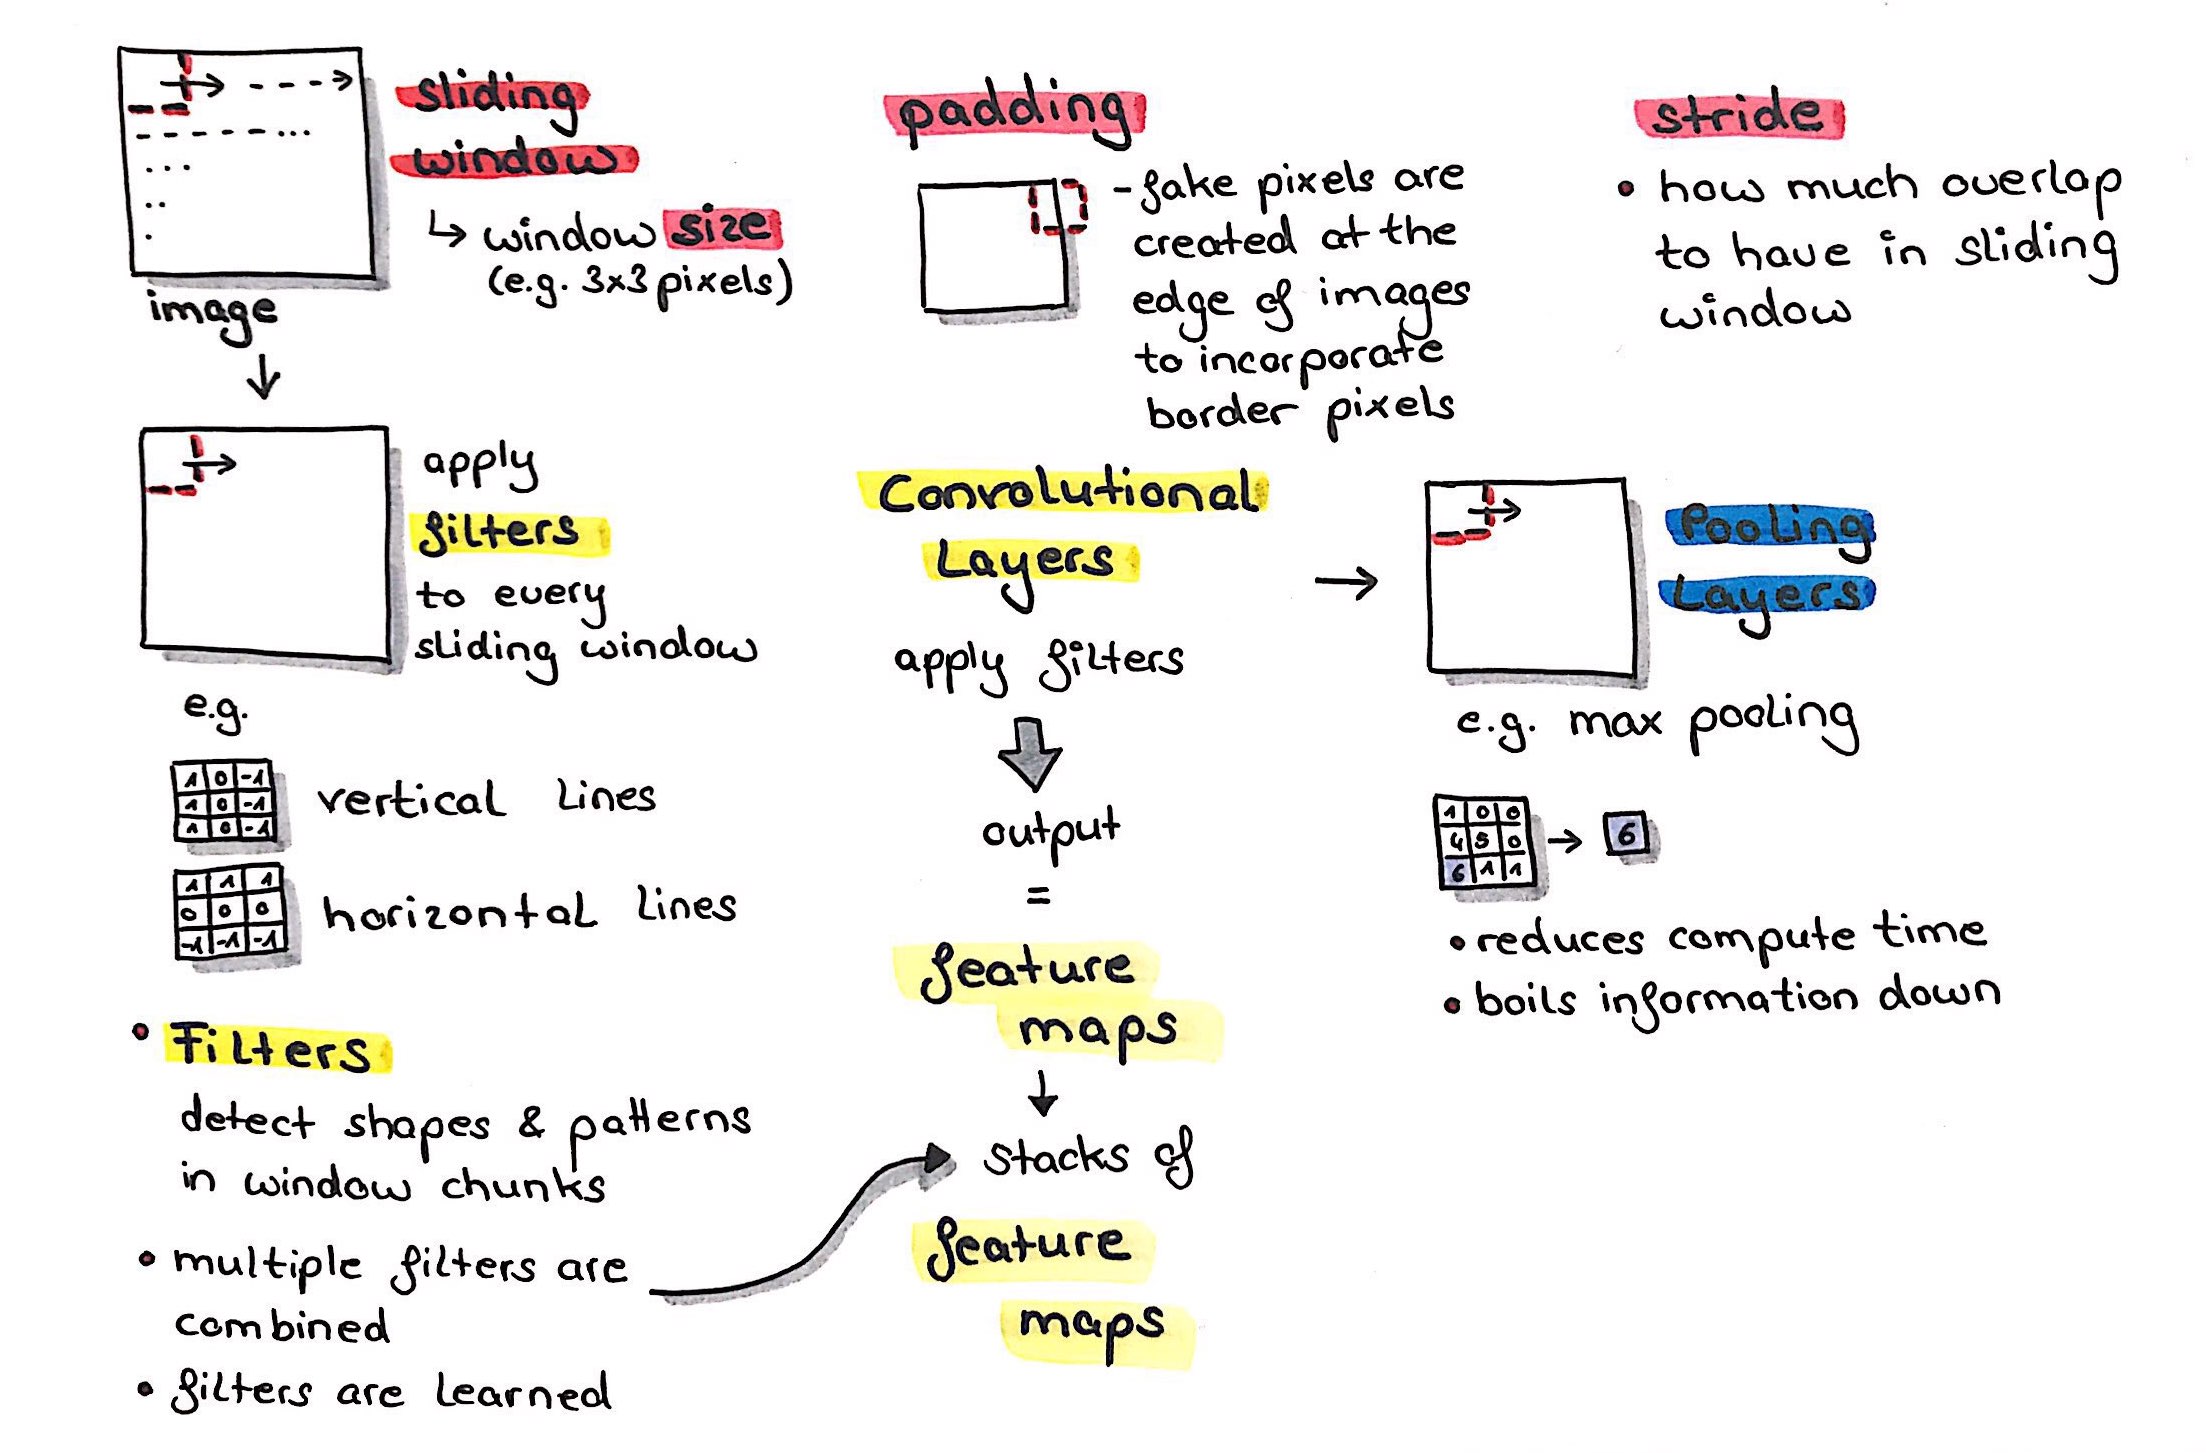 sliding
window
↳ window size
(e.g. 3x3 pixels)
image
apply
filters
to every
sliding window
e.g.
1 0 -1
1 0 -1
1 0 -1
vertical lines
1 1 1
0 0 0
-1 -1 -1
horizontal lines
• Filters
detect shapes & patterns
in window chunks
• multiple filters are
combined
• filters are learned
padding
- fake pixels are
created at the
edge of images
to incorporate
border pixels
Convolutional
Layers
apply filters
output
=
feature
maps
stacks of
feature
maps
stride
• how much overlap
to have in sliding
window
Pooling
Layers
e.g. max pooling
1 0 0
4 5 0
6 1 1
→ 6
• reduces compute time
• boils information down